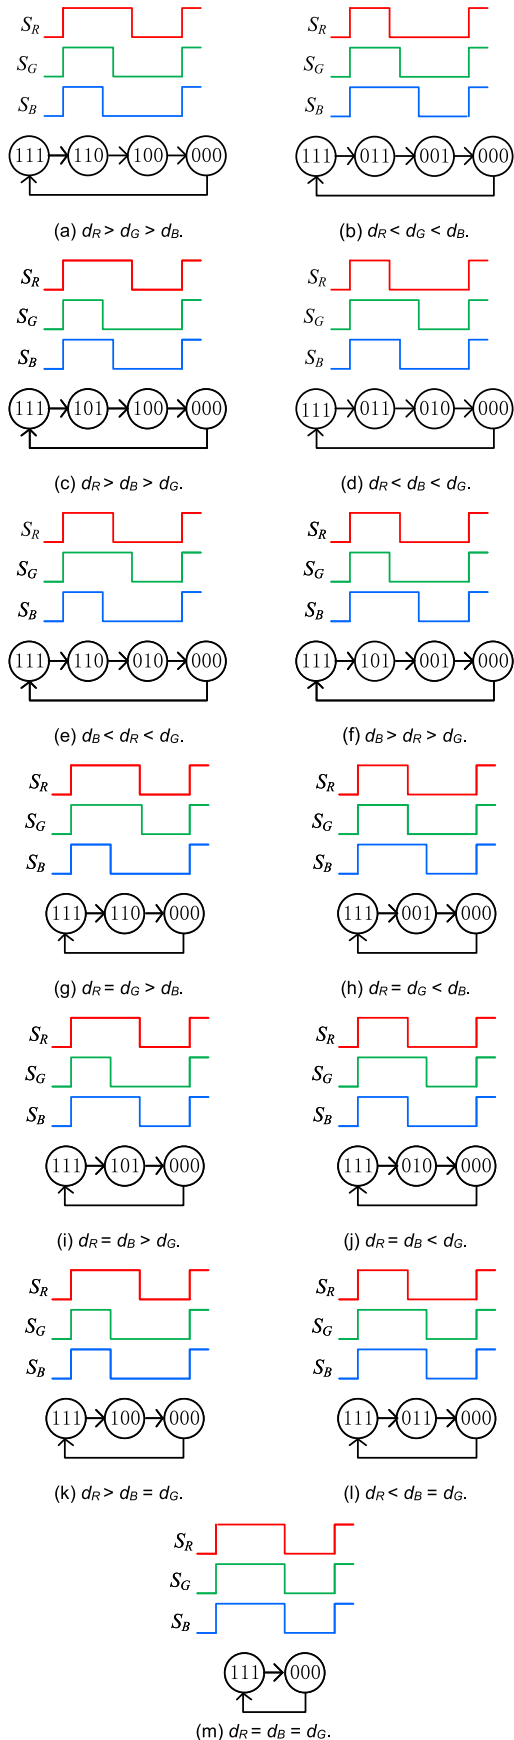 S_R S_R
S_G S_G
S_B S_B
111 110 100 000 111 011 001 000
(a) d_R > d_G > d_B. (b) d_R < d_G < d_B.
S_R S_R
S_G S_G
S_B S_B
111 101 100 000 111 011 010 000
(c) d_R > d_B > d_G. (d) d_R < d_B < d_G.
S_R S_R
S_G S_G
S_B S_B
111 110 010 000 111 101 001 000
(e) d_B < d_R < d_G. (f) d_B > d_R > d_G.
S_R S_R
S_G S_G
S_B S_B
111 110 000 111 001 000
(g) d_R = d_G > d_B. (h) d_R = d_G < d_B.
S_R S_R
S_G S_G
S_B S_B
111 101 000 111 010 000
(i) d_R = d_B > d_G. (j) d_R = d_B < d_G.
S_R S_R
S_G S_G
S_B S_B
111 100 000 111 011 000
(k) d_R > d_B = d_G. (l) d_R < d_B = d_G.
S_R
S_G
S_B
111 000
(m) d_R = d_B = d_G.